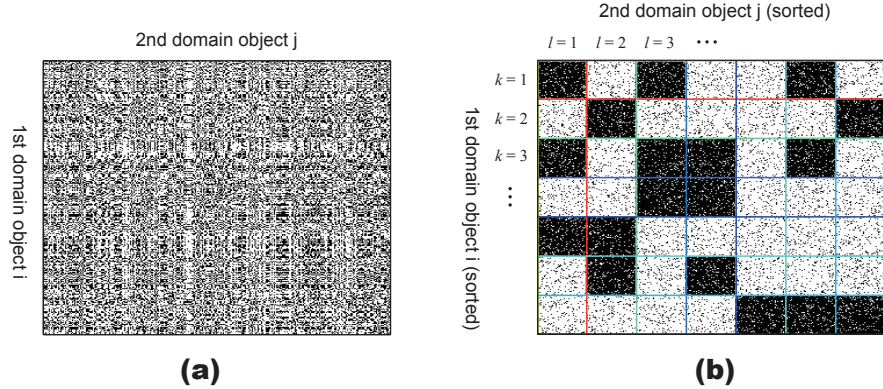 2nd domain object j
1st domain object i
(a)
2nd domain object j (sorted)
l = 1 l = 2 l = 3 ···
k = 1
k = 2
k = 3
⋮
1st domain object i (sorted)
(b)